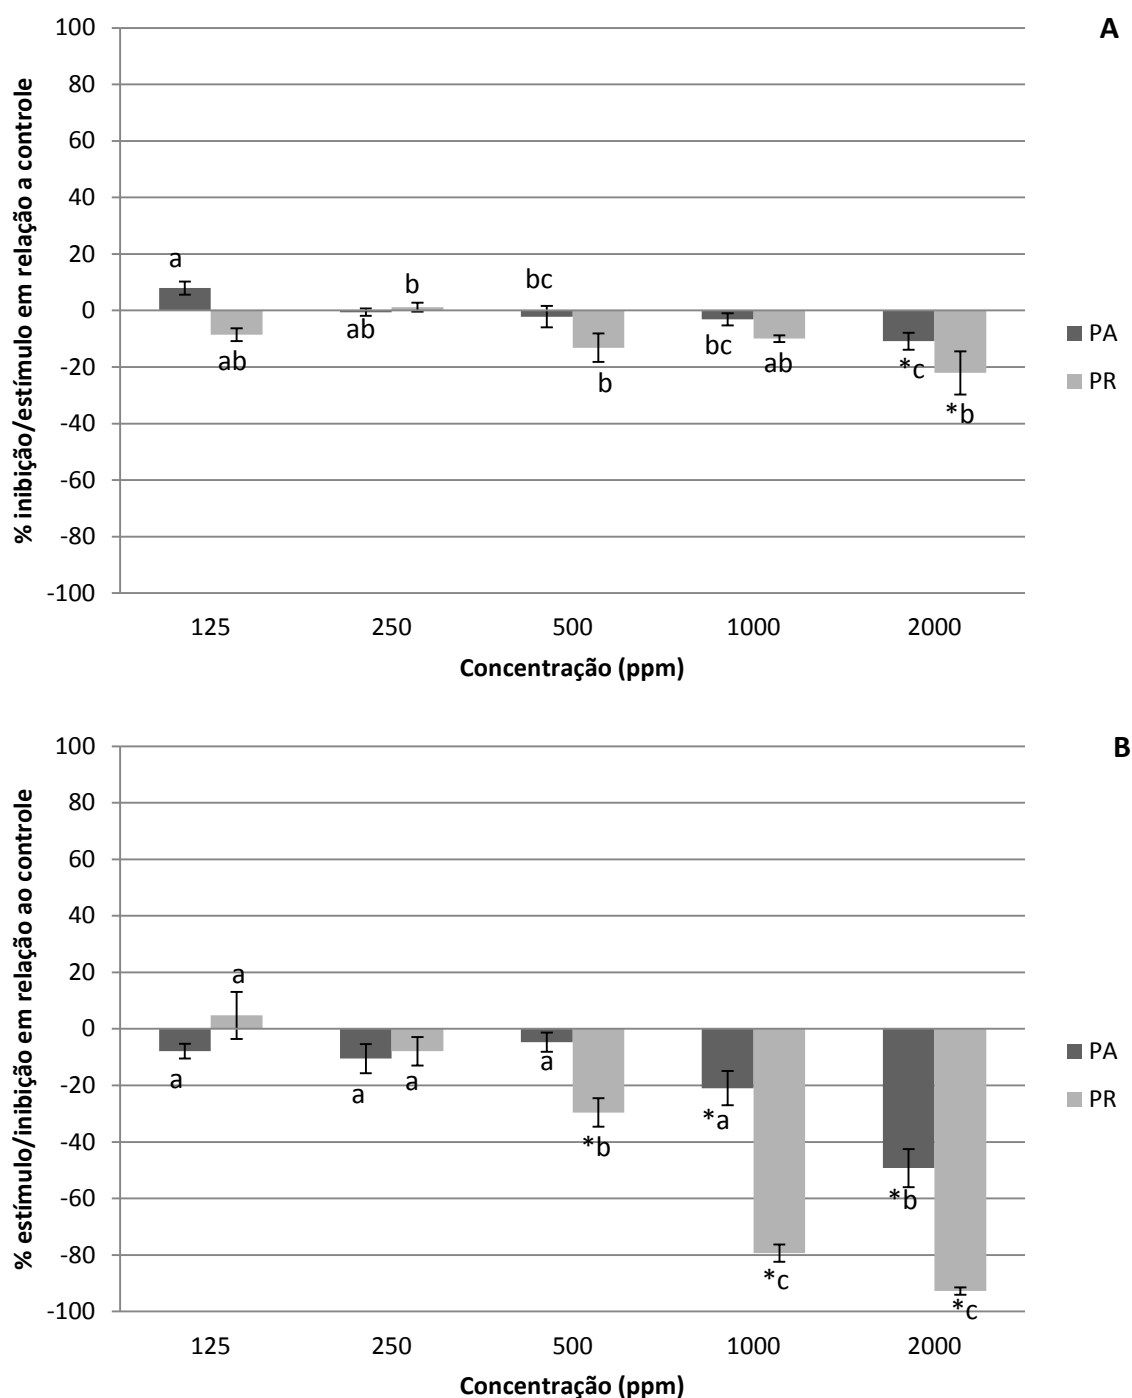 A
% inibição/estímulo em relação a controle
100
80
60
40
20
0
-20
-40
-60
-80
-100
a
ab
ab
b
bc
b
bc
ab
*c
*b
125 250 500 1000 2000
Concentração (ppm)
PA
PR
B
% estímulo/inibição em relação ao controle
100
80
60
40
20
0
-20
-40
-60
-80
-100
a
a
a
a
a
*b
*a
*c
*b
*c
125 250 500 1000 2000
Concentração (ppm)
PA
PR